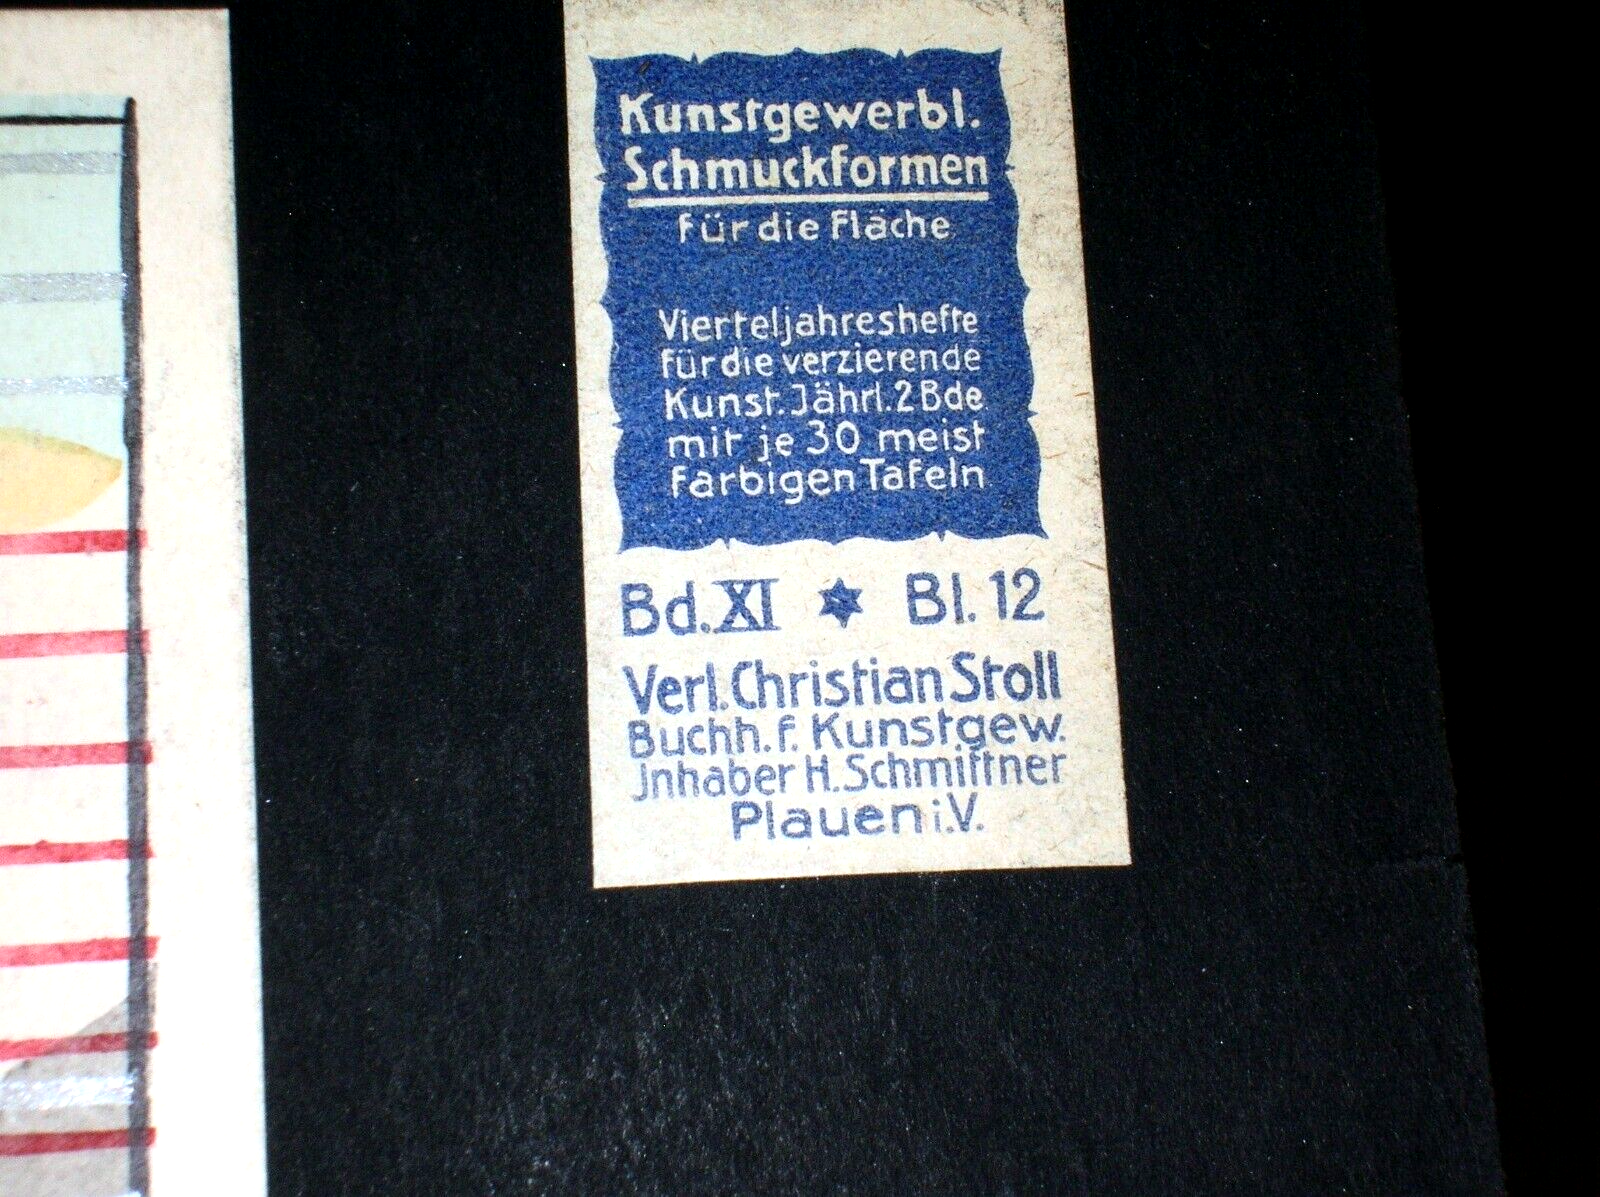 Kunstgewerbl.
Schmuckformen
für die Fläche
Vierteljahreshefte
für die verzierende
Kunst. Jährl. 2 Bde
mit je 30 meist
farbigen Tafeln
Bd. XI ✶ Bl. 12
Verl. Christian Stoll
Buchh. f. Kunstgew.
Jnhaber H. Schmittner
Plauen i.V.